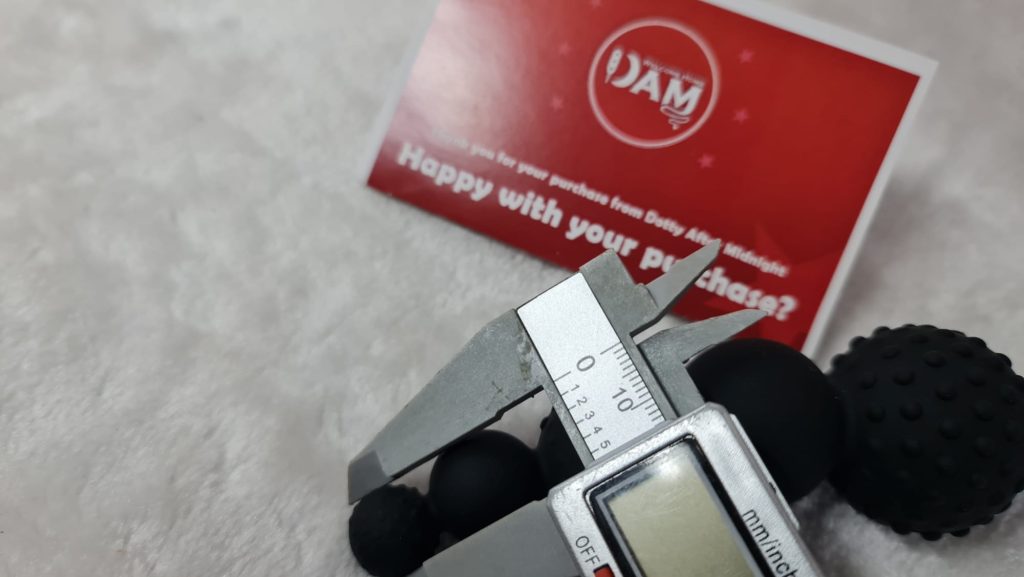 DAM
you for your purchase from Dotty After Midnight
Happy with your purchase?
0
10
1 2 3 4 5
mm/inch
OFF